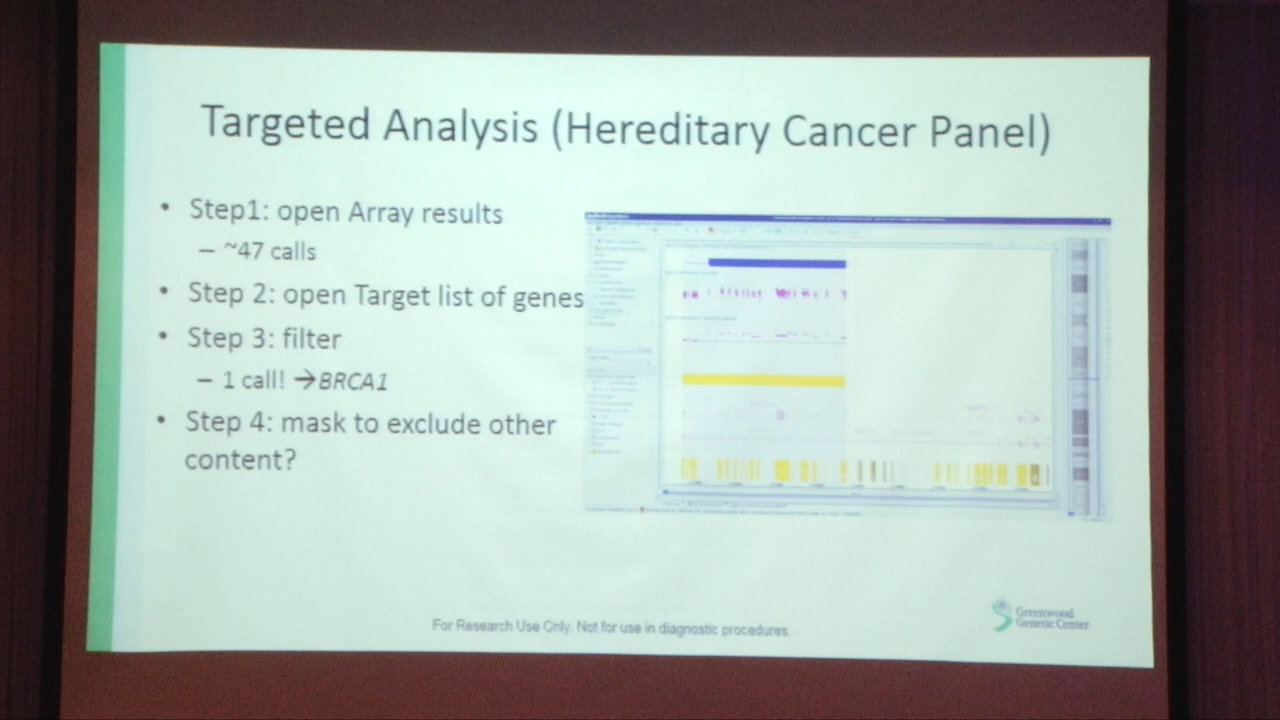 Targeted Analysis (Hereditary Cancer Panel)
• Step1: open Array results
– ~47 calls
• Step 2: open Target list of genes
• Step 3: filter
– 1 call! →BRCA1
• Step 4: mask to exclude other
content?
For Research Use Only. Not for use in diagnostic procedures.
Greenwood
Genetic Center